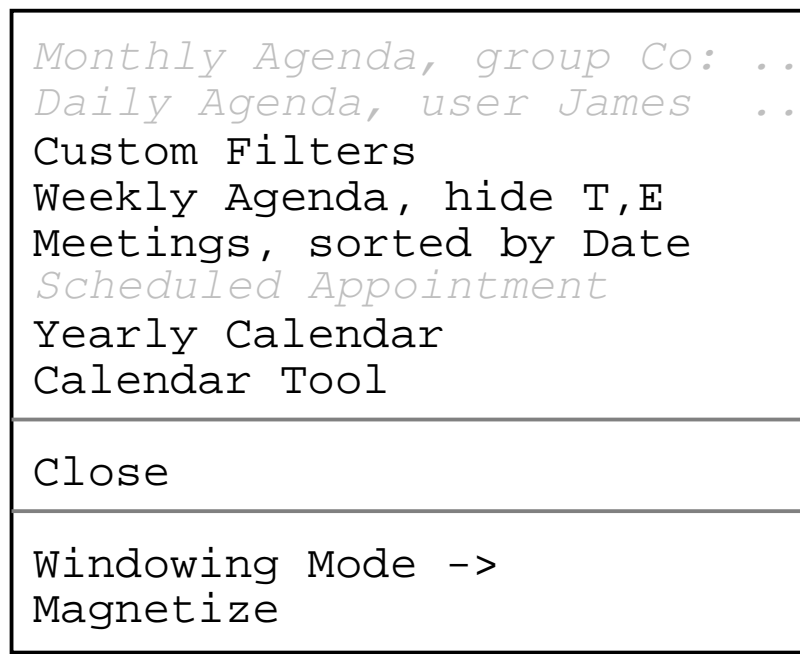 Monthly Agenda, group Co: ..
Daily Agenda, user James ..
Custom Filters
Weekly Agenda, hide T,E
Meetings, sorted by Date
Scheduled Appointment
Yearly Calendar
Calendar Tool
Close
Windowing Mode ->
Magnetize